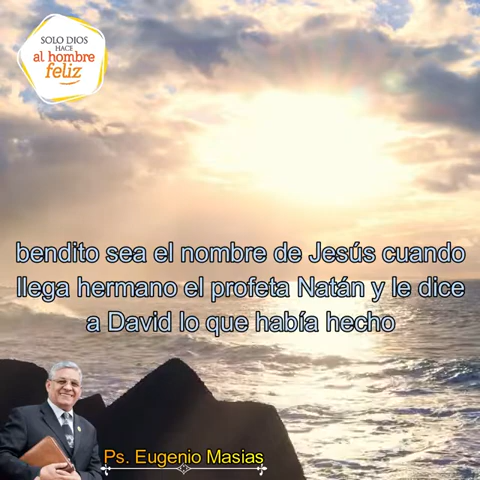 SOLO DIOS
HACE
al hombre
feliz
bendito sea el nombre de Jesús cuando
llega hermano el profeta Natán y le dice
a David lo que había hecho
Ps. Eugenio Masias